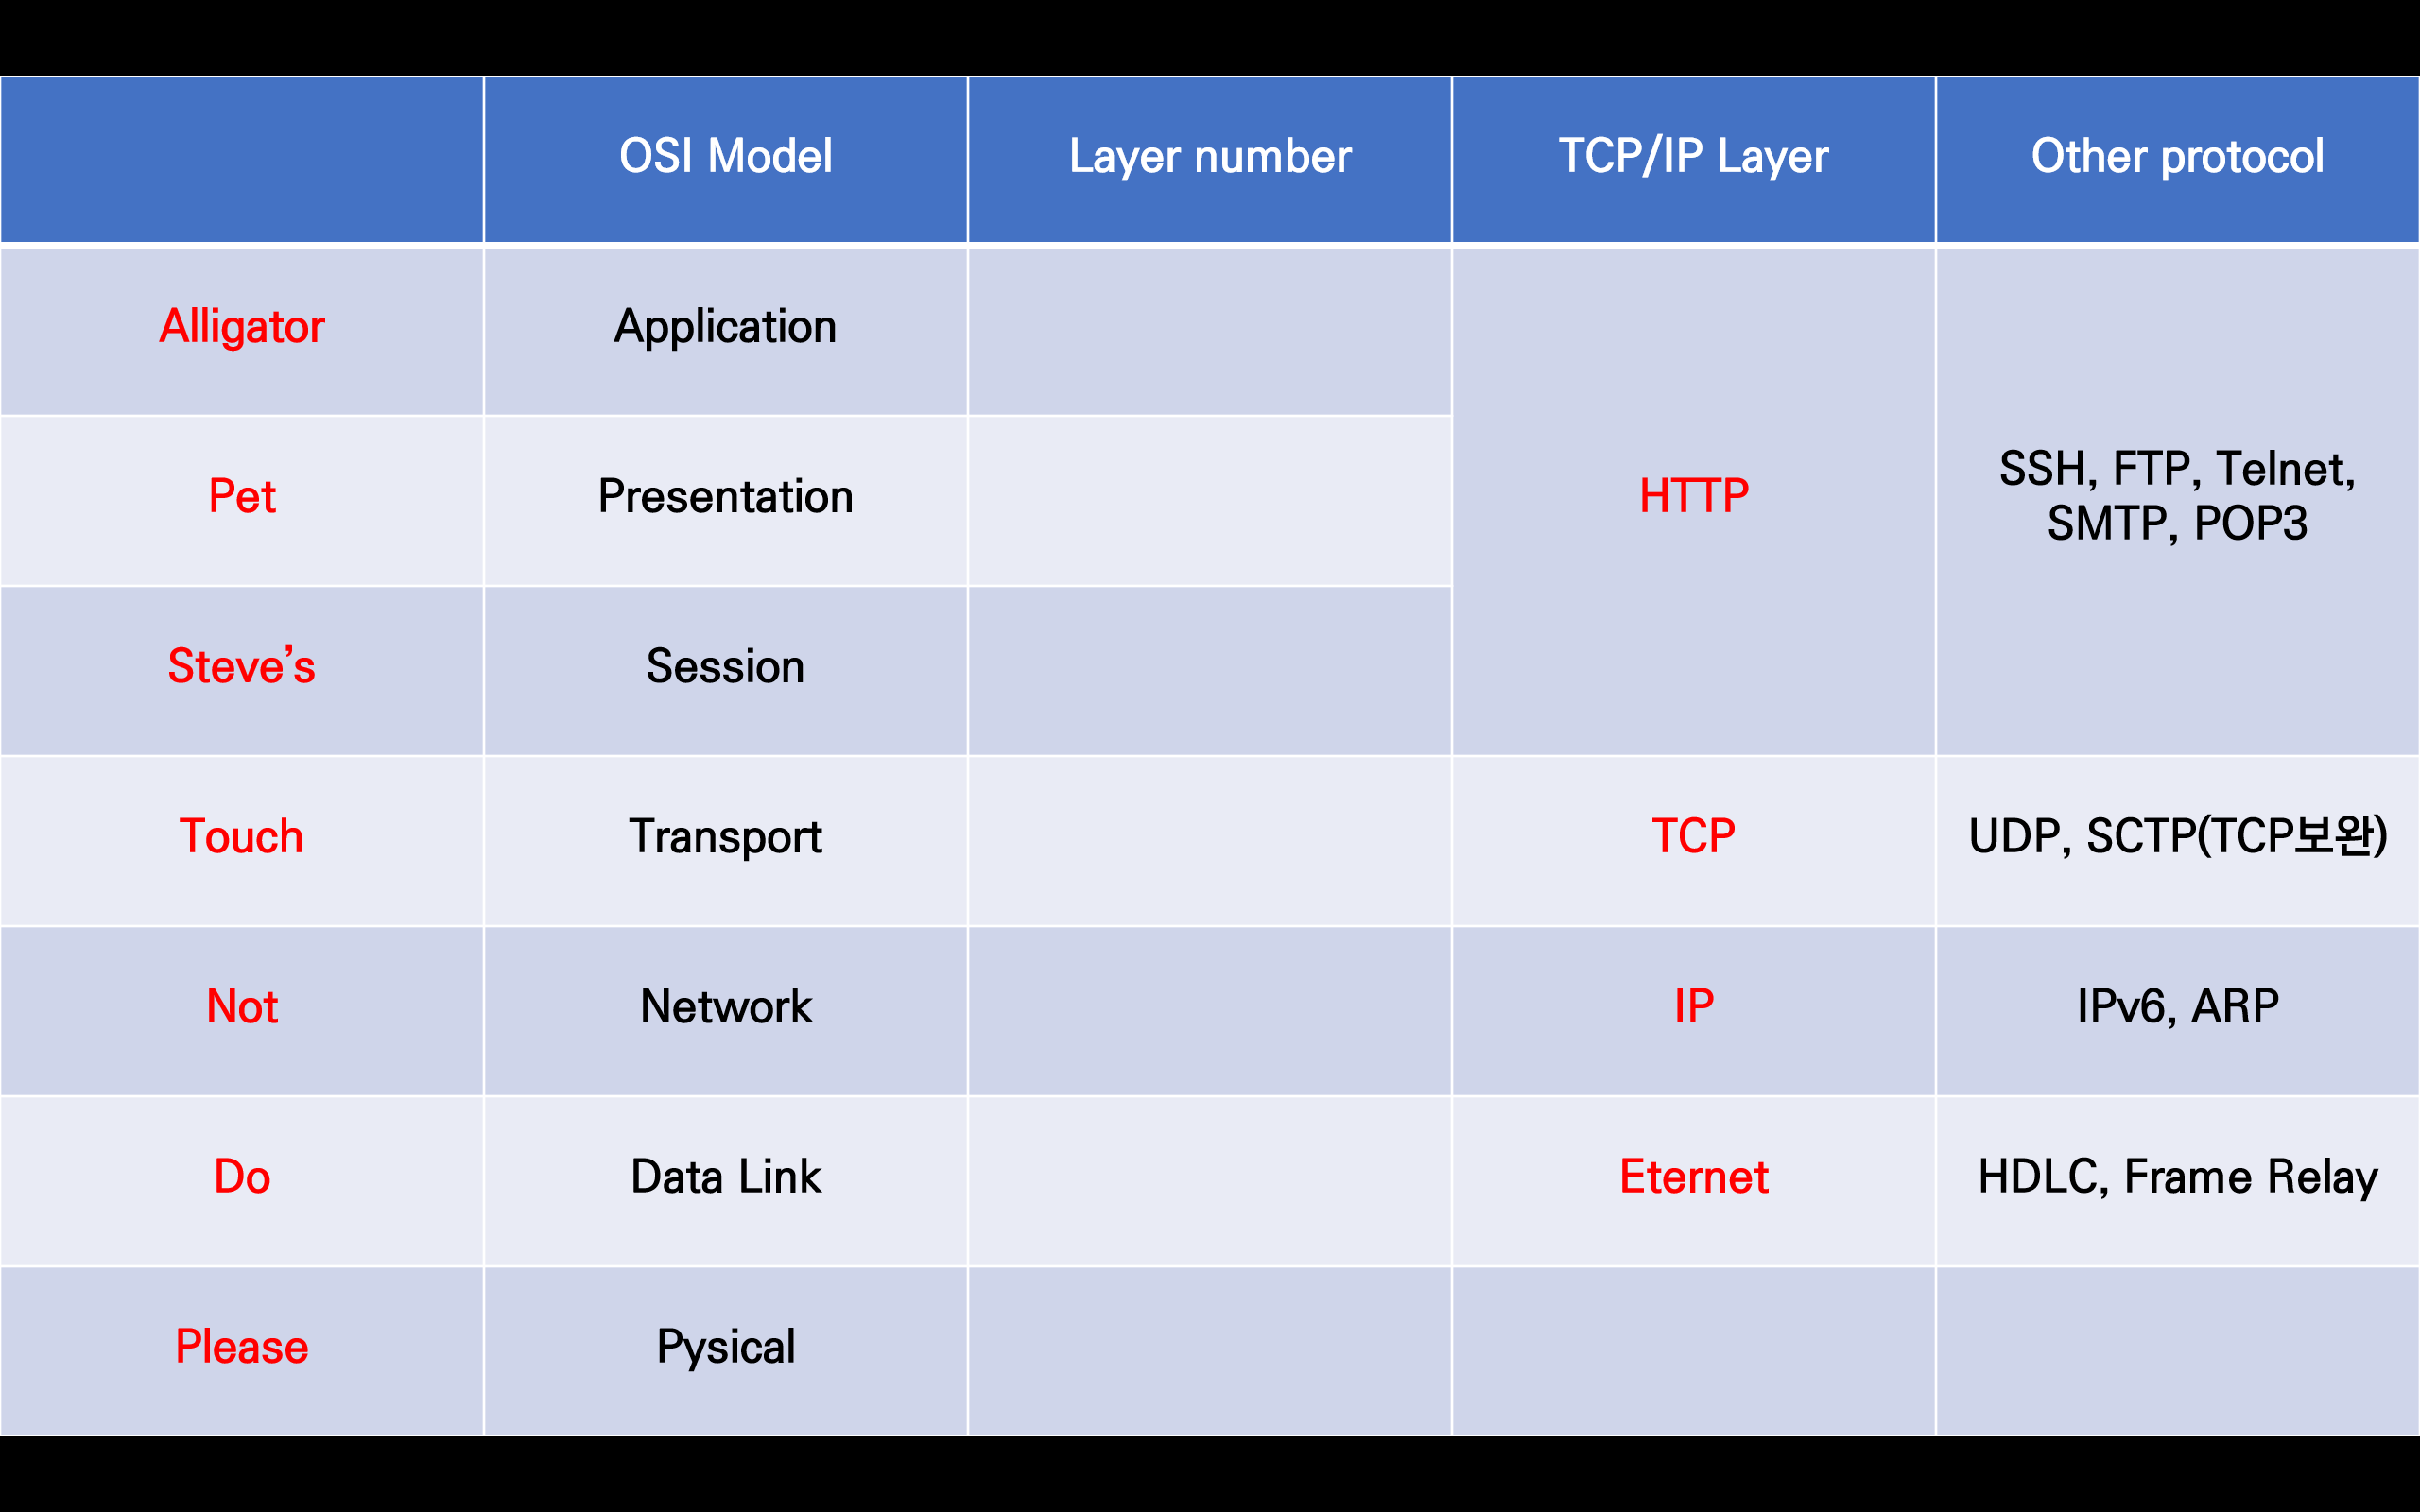 OSI Model
Layer number
TCP/IP Layer
Other protocol
Alligator
Application
HTTP
SSH, FTP, Telnet,
SMTP, POP3
Pet
Presentation
Steve’s
Session
Touch
Transport
TCP
UDP, SCTP(TCP보완)
Not
Network
IP
IPv6, ARP
Do
Data Link
Eternet
HDLC, Frame Relay
Please
Pysical